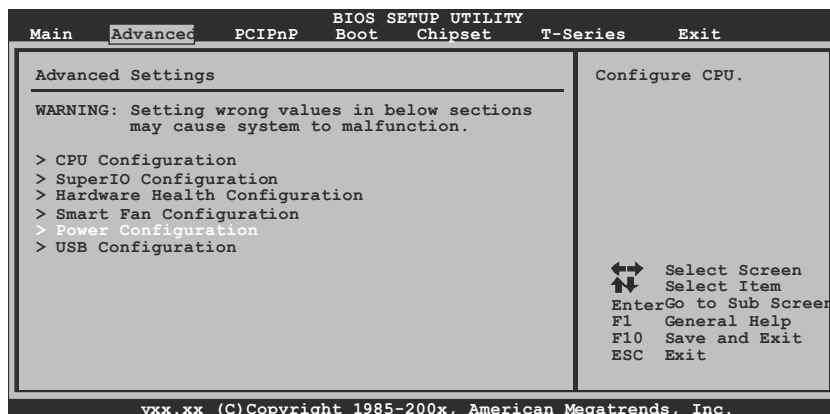 BIOS SETUP UTILITY
Main Advanced PCIPnP Boot Chipset T-Series Exit
Advanced Settings
WARNING: Setting wrong values in below sections
may cause system to malfunction.
> CPU Configuration
> SuperIO Configuration
> Hardware Health Configuration
> Smart Fan Configuration
> Power Configuration
> USB Configuration
Configure CPU.
Select Screen
Select Item
Enter Go to Sub Screen
F1 General Help
F10 Save and Exit
ESC Exit
vxx.xx (C)Copyright 1985-200x, American Megatrends, Inc.